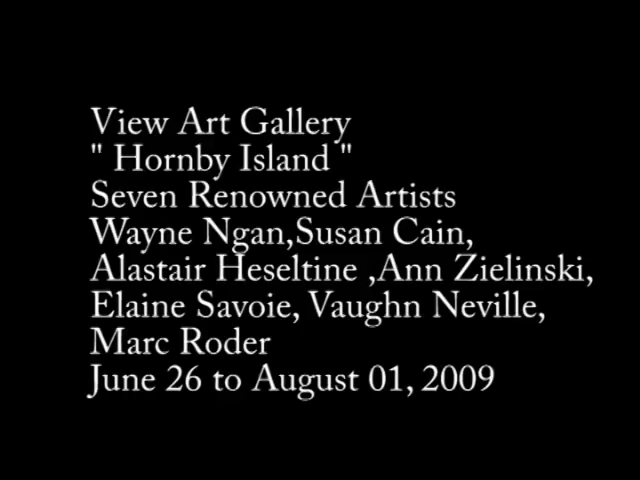 View Art Gallery
" Hornby Island "
Seven Renowned Artists
Wayne Ngan,Susan Cain,
Alastair Heseltine ,Ann Zielinski,
Elaine Savoie, Vaughn Neville,
Marc Roder
June 26 to August 01, 2009